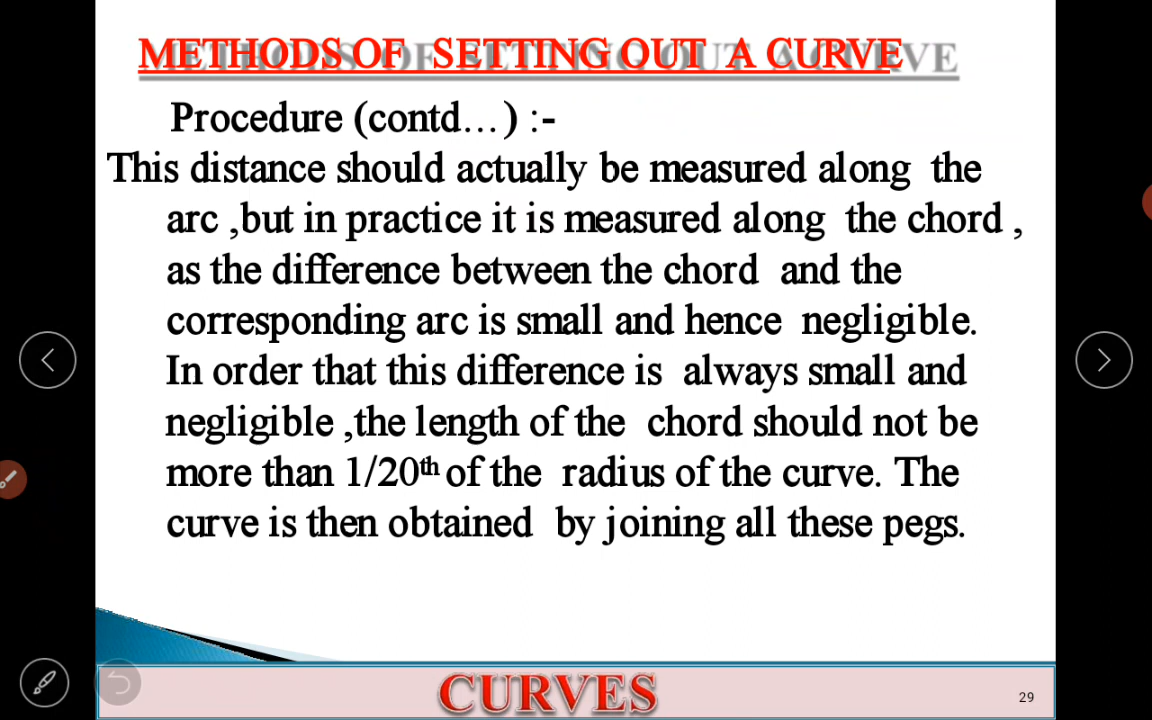 METHODS OF SETTING OUT A CURVE
Procedure (contd…) :-
This distance should actually be measured along the
arc ,but in practice it is measured along the chord ,
as the difference between the chord and the
corresponding arc is small and hence negligible.
In order that this difference is always small and
negligible ,the length of the chord should not be
more than 1/20th of the radius of the curve. The
curve is then obtained by joining all these pegs.
CURVES
29